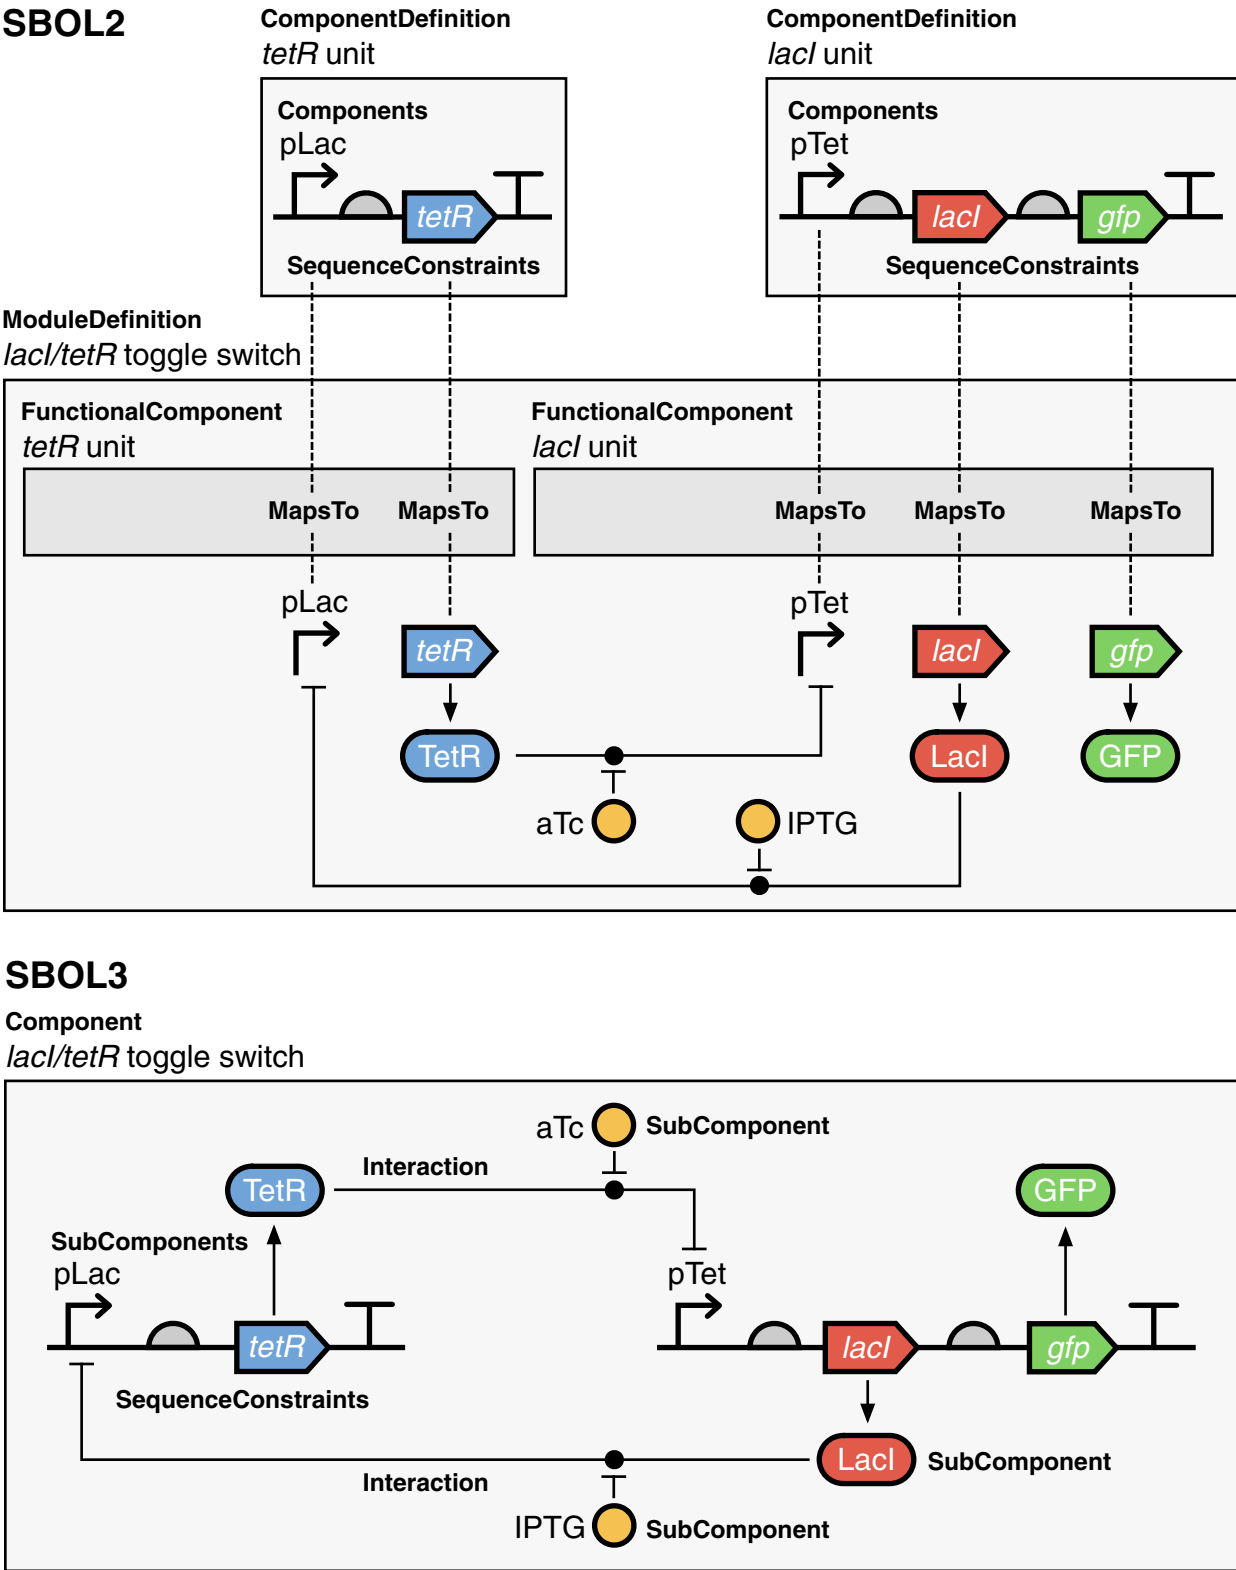 SBOL2
ComponentDefinition
tetR unit
ComponentDefinition
lacI unit
Components
pLac
tetR
SequenceConstraints
Components
pTet
lacI
gfp
SequenceConstraints
ModuleDefinition
lacI/tetR toggle switch
FunctionalComponent
tetR unit
FunctionalComponent
lacI unit
MapsTo
MapsTo
MapsTo
MapsTo
MapsTo
pLac
tetR
pTet
lacI
gfp
TetR
LacI
GFP
aTc
IPTG
SBOL3
Component
lacI/tetR toggle switch
aTc
SubComponent
Interaction
TetR
GFP
SubComponents
pLac
pTet
tetR
lacI
gfp
SequenceConstraints
LacI
SubComponent
Interaction
IPTG
SubComponent